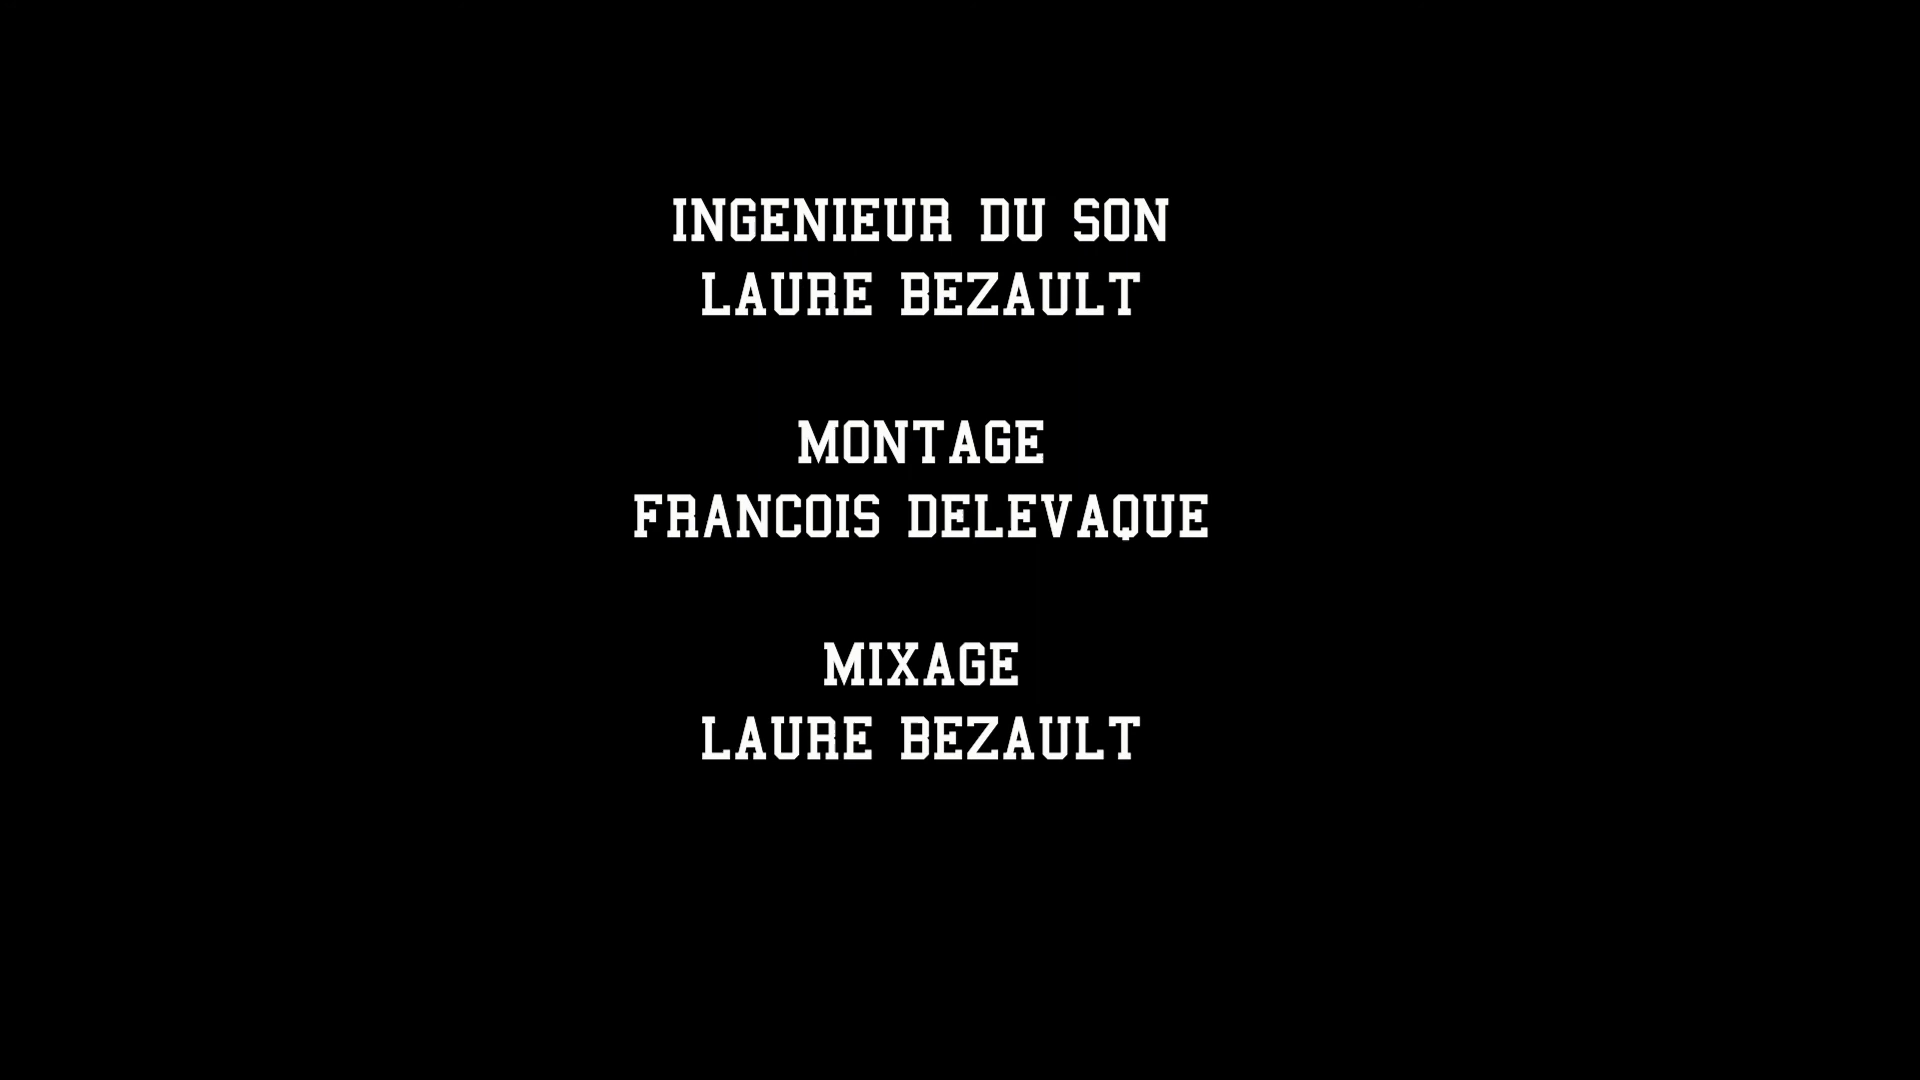 INGENIEUR DU SON
LAURE BEZAULT
MONTAGE
FRANCOIS DELEVAQUE
MIXAGE
LAURE BEZAULT